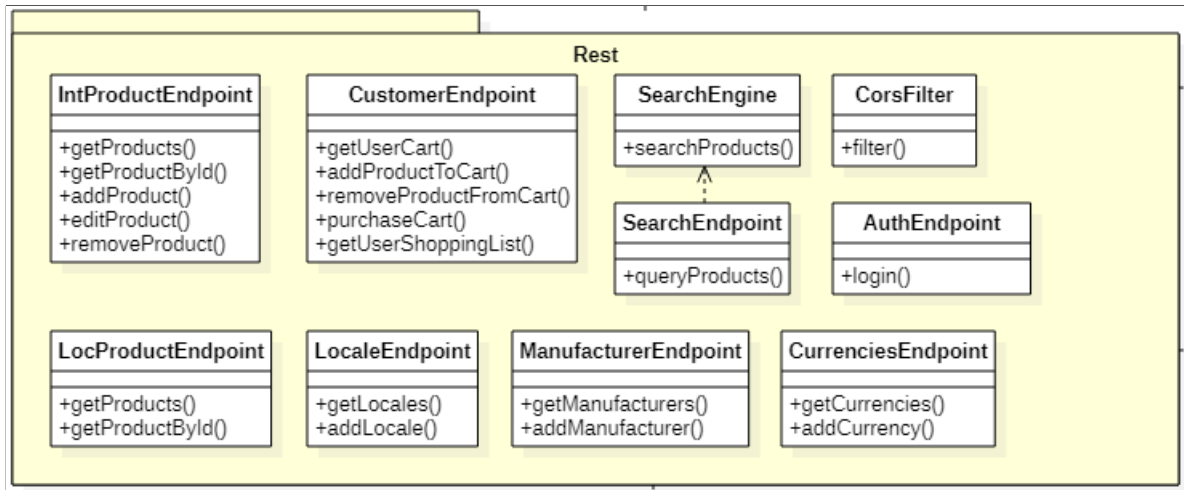 Rest
IntProductEndpoint
+getProducts()
+getProductById()
+addProduct()
+editProduct()
+removeProduct()
CustomerEndpoint
+getUserCart()
+addProductToCart()
+removeProductFromCart()
+purchaseCart()
+getUserShoppingList()
SearchEngine
+searchProducts()
CorsFilter
+filter()
SearchEndpoint
+queryProducts()
AuthEndpoint
+login()
LocProductEndpoint
+getProducts()
+getProductById()
LocaleEndpoint
+getLocales()
+addLocale()
ManufacturerEndpoint
+getManufacturers()
+addManufacturer()
CurrenciesEndpoint
+getCurrencies()
+addCurrency()